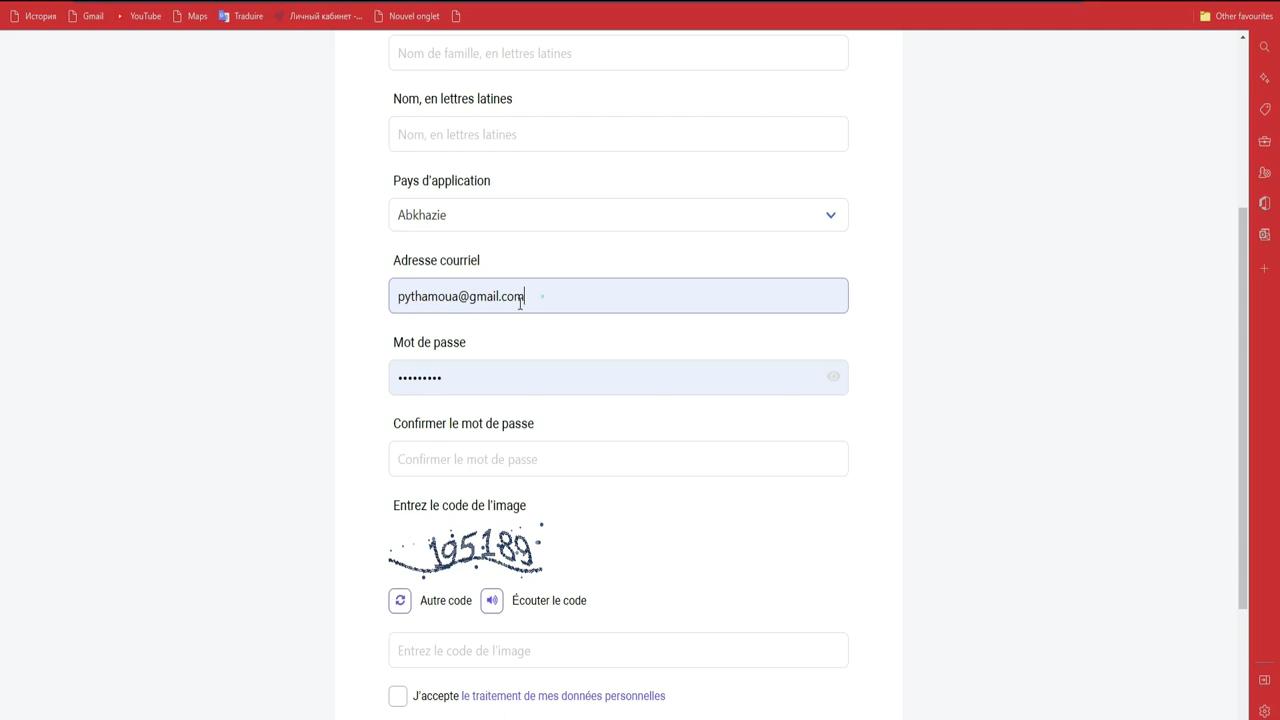 История Gmail YouTube Maps Traduire Личный кабинет -... Nouvel onglet Other favourites
Nom de famille, en lettres latines
Nom, en lettres latines
Nom, en lettres latines
Pays d'application
Abkhazie
Adresse courriel
pythamoua@gmail.com
Mot de passe
•••••••••
Confirmer le mot de passe
Confirmer le mot de passe
Entrez le code de l'image
195189
Autre code Écouter le code
Entrez le code de l'image
J'accepte le traitement de mes données personnelles